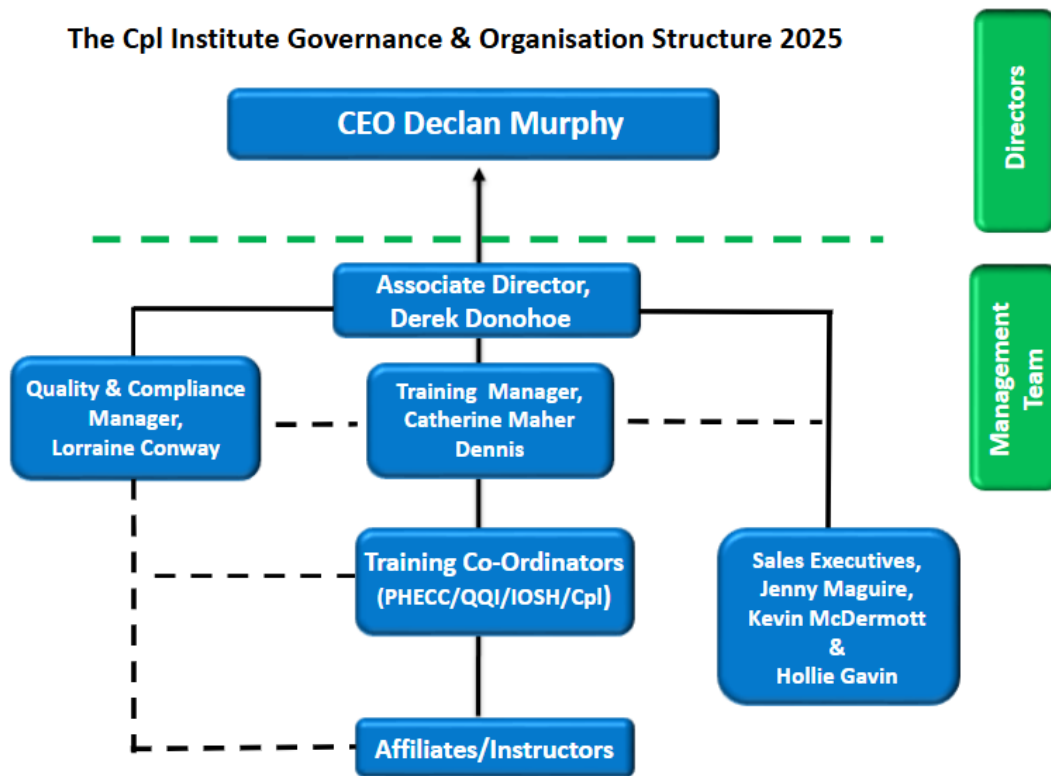 The Cpl Institute Governance & Organisation Structure 2025
Directors
CEO Declan Murphy
Associate Director,
Derek Donohoe
Management
Team
Quality & Compliance
Manager,
Lorraine Conway
Training Manager,
Catherine Maher
Dennis
Training Co-Ordinators
(PHECC/QQI/IOSH/Cpl)
Sales Executives,
Jenny Maguire,
Kevin McDermott
&
Hollie Gavin
Affiliates/Instructors